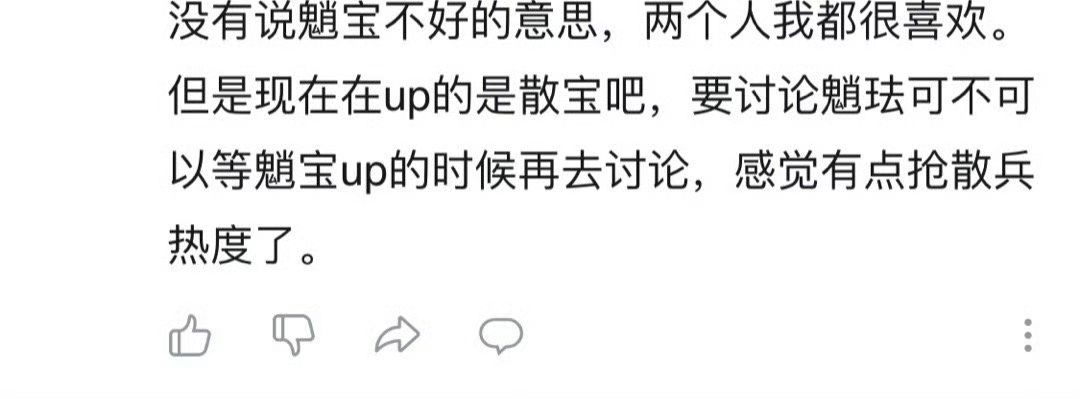 没有说魈宝不好的意思，两个人我都很喜欢。
但是现在在up的是散宝吧，要讨论魈珐可不可
以等魈宝up的时候再去讨论，感觉有点抢散兵
热度了。